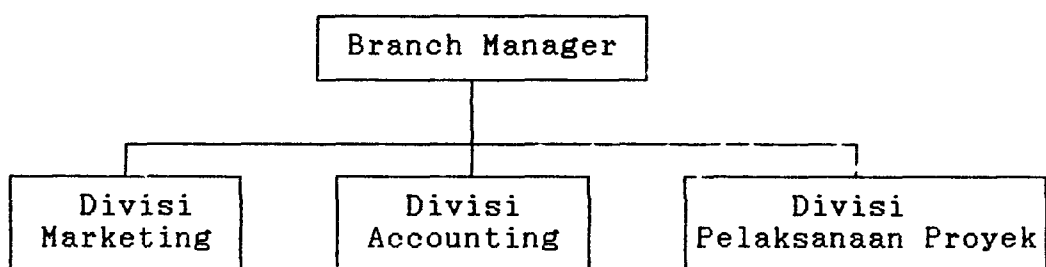 Branch Manager
Divisi
Marketing
Divisi
Accounting
Divisi
Pelaksanaan Proyek